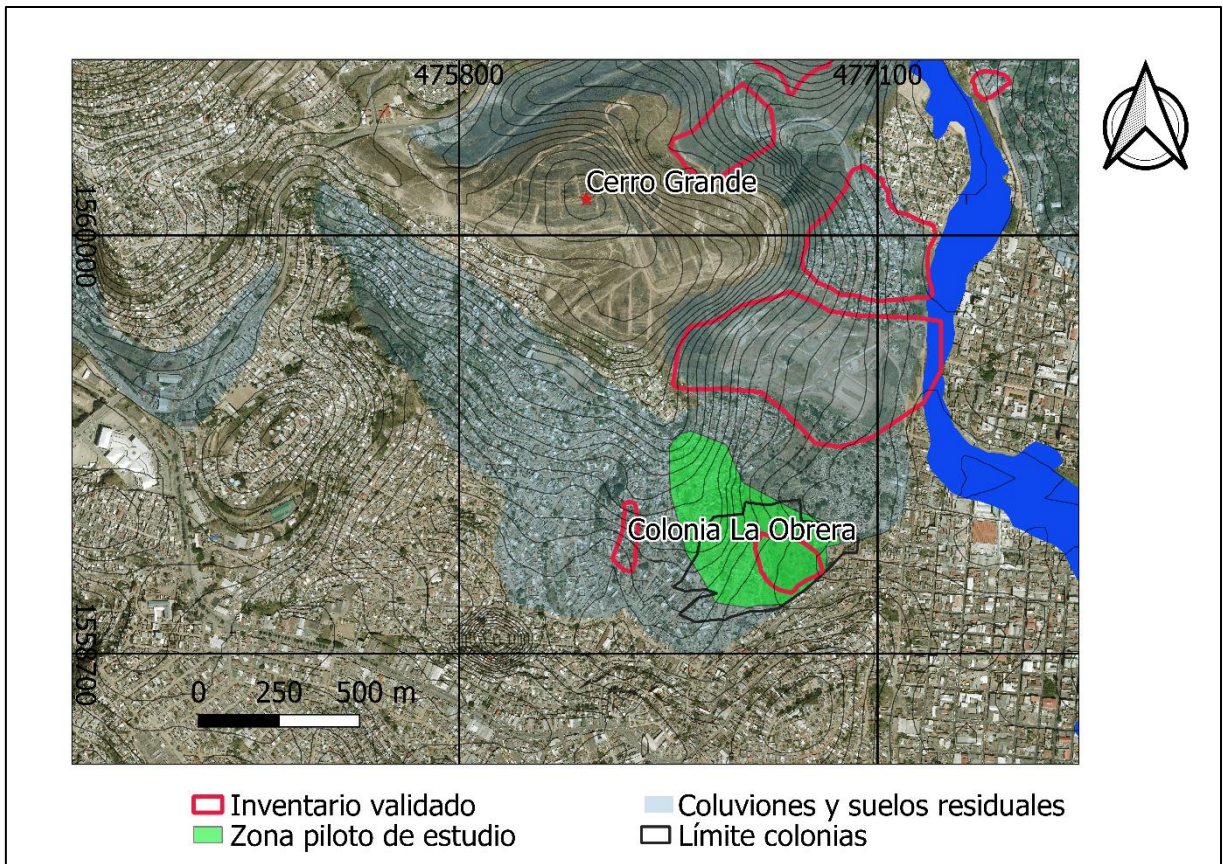 475800 477100
Cerro Grande
1560000
Colonia La Obrera
1558700
0 250 500 m
Inventario validado
Coluviones y suelos residuales
Zona piloto de estudio
Límite colonias